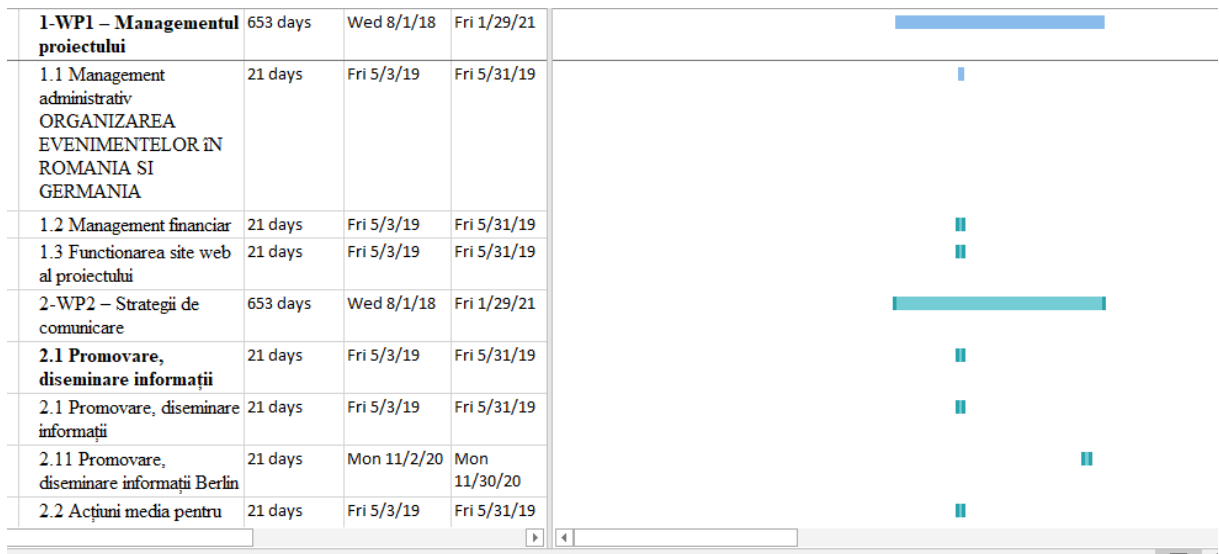 1-WP1 – Managementul 653 days Wed 8/1/18 Fri 1/29/21
proiectului
1.1 Management 21 days Fri 5/3/19 Fri 5/31/19
administrativ
ORGANIZAREA
EVENIMENTELOR îN
ROMANIA SI
GERMANIA
1.2 Management financiar 21 days Fri 5/3/19 Fri 5/31/19
1.3 Functionarea site web 21 days Fri 5/3/19 Fri 5/31/19
al proiectului
2-WP2 – Strategii de 653 days Wed 8/1/18 Fri 1/29/21
comunicare
2.1 Promovare, 21 days Fri 5/3/19 Fri 5/31/19
diseminare informații
2.1 Promovare, diseminare 21 days Fri 5/3/19 Fri 5/31/19
informații
2.11 Promovare, 21 days Mon 11/2/20 Mon
diseminare informații Berlin 11/30/20
2.2 Acțiuni media pentru 21 days Fri 5/3/19 Fri 5/31/19